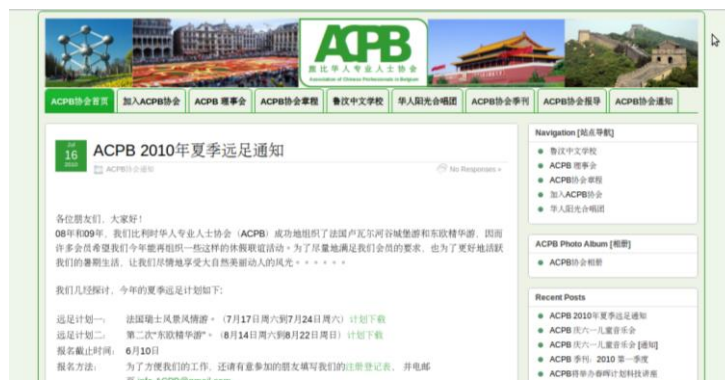 ACPB
旅比华人专业人士协会
Association of Chinese Professionals in Belgium
ACPB协会首页 加入ACPB协会 ACPB 理事会 ACPB协会章程 鲁汶中文学校 华人阳光合唱团 ACPB协会季刊 ACPB协会报导 ACPB协会通知
Jul
16
2010
ACPB 2010年夏季远足通知
ACPB协会通知
No Responses »
各位朋友们，大家好！
08年和09年，我们比利时华人专业人士协会（ACPB）成功地组织了法国卢瓦尔河谷城堡游和东欧精华游，因而
许多会员希望我们今年能再组织一些这样的休假联谊活动。为了尽量地满足我们会员的要求，也为了更好地活跃
我们的暑期生活，让我们尽情地享受大自然美丽动人的风光。。。。。。
我们几经探讨，今年的夏季远足计划如下:
远足计划一: 法国瑞士风景风情游。（7月17日周六到7月24日周六）计划下载
远足计划二: 第二次“东欧精华游”。（8月14日周六到8月22日周日）计划下载
报名截止时间: 6月10日
报名方法: 为了方便我们的工作，还请有意参加的朋友填写我们的注册登记表， 并电邮
至 info.ACPB@gmail.com
Navigation [站点导航]
鲁汶中文学校
ACPB 理事会
ACPB协会章程
加入ACPB协会
华人阳光合唱团
ACPB Photo Album [相册]
ACPB协会相册
Recent Posts
ACPB 2010年夏季远足通知
ACPB 庆六一儿童音乐会
ACPB 庆六一儿童音乐会 [通知]
ACPB 季刊: 2010 第一季度
ACPB将举办春晖计划科技讲座